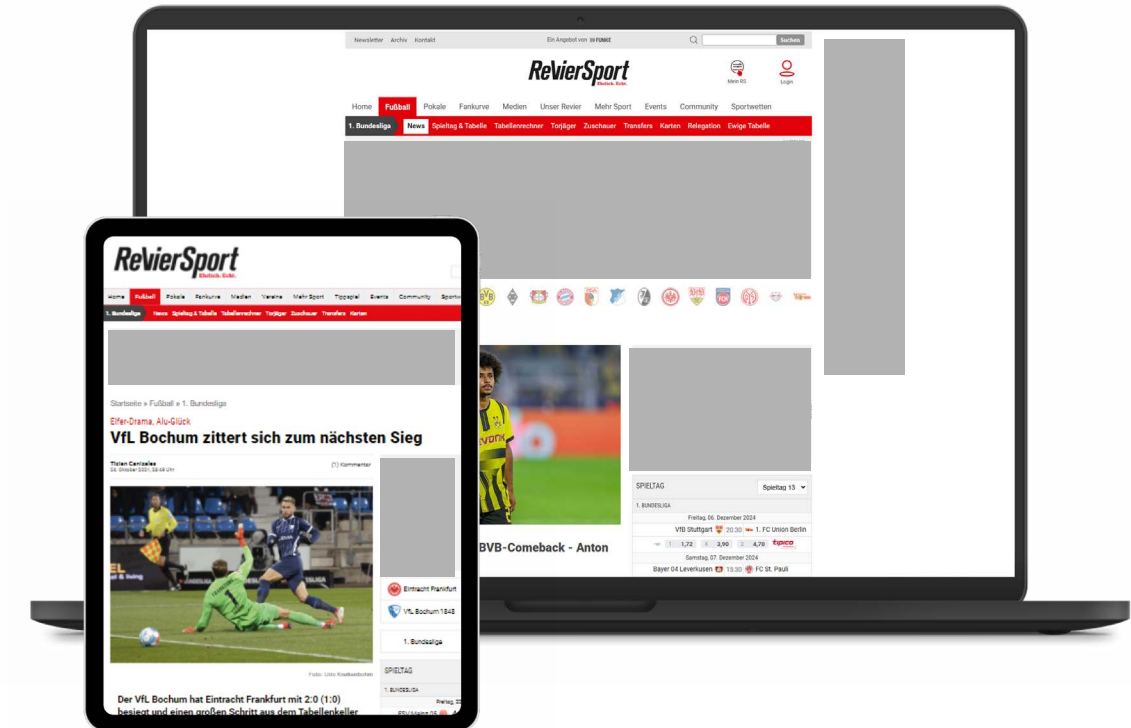 Newsletter Archiv Kontakt
Ein Angebot von FUNKE
Suchen
RevierSport
Ehrlich. Echt.
Mein RS
Login
Home Fußball Pokale Fankurve Medien Unser Revier Mehr Sport Events Community Sportwetten
1. Bundesliga News Spieltag & Tabelle Tabellenrechner Torjäger Zuschauer Transfers Karten Relegation Ewige Tabelle
BVB-Comeback - Anton
SPIELTAG
Spieltag 13
1. BUNDESLIGA
Freitag, 06. Dezember 2024
VfB Stuttgart 20:30 1. FC Union Berlin
1 1,72 X 3,90 2 4,70 tipico
Samstag, 07. Dezember 2024
Bayer 04 Leverkusen 15:30 FC St. Pauli
RevierSport
Ehrlich. Echt.
Home Fußball Pokale Fankurve Medien Vereine Mehr Sport Tippspiel Events Community
1. Bundesliga News Spieltag & Tabelle Tabellenrechner Torjäger Zuschauer Transfers Karten
Startseite » Fußball » 1. Bundesliga
Elfer-Drama, Alu-Glück
VfL Bochum zittert sich zum nächsten Sieg
Tizian Canizales
(1) Kommentar
Eintracht Frankfurt
VfL Bochum 1848
1. Bundesliga
SPIELTAG
1. BUNDESLIGA
Der VfL Bochum hat Eintracht Frankfurt mit 2:0 (1:0)
besiegt und einen großen Schritt aus dem Tabellenkeller